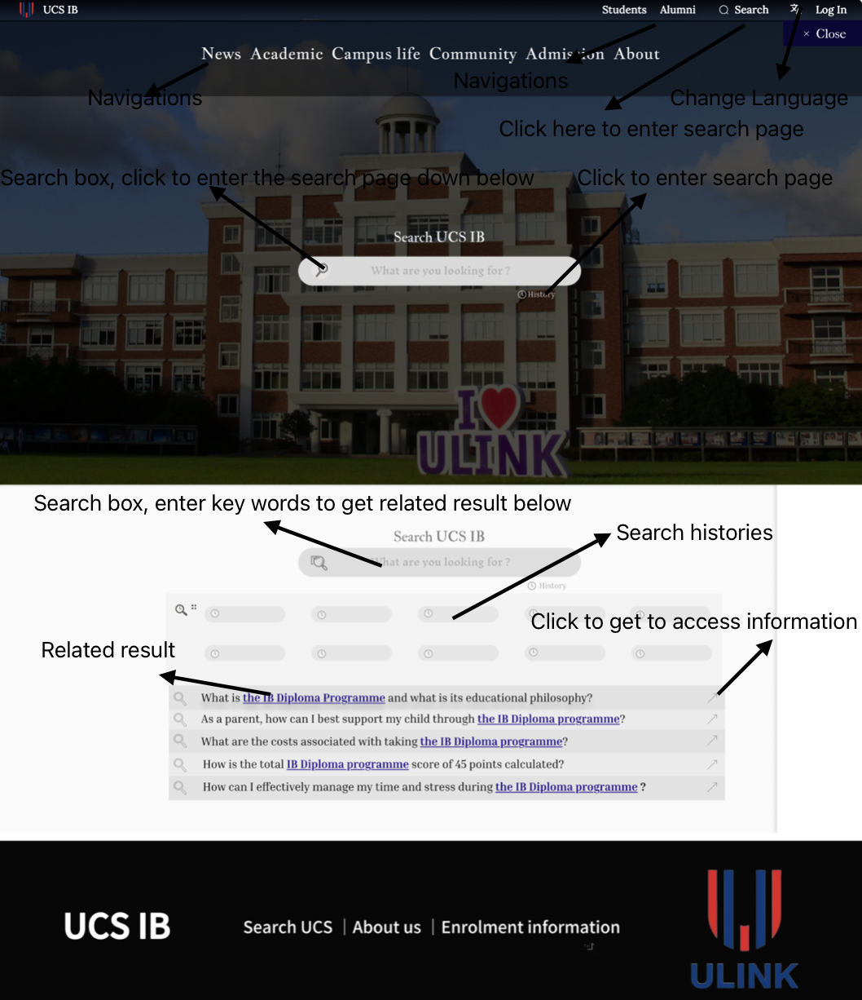 UCS IB
Students Alumni Search Log In
× Close
News Academic Campus life Community Admission About
Navigations
Navigations
Change Language
Click here to enter search page
Search box, click to enter the search page down below
Click to enter search page
Search UCS IB
What are you looking for ?
History
I
ULINK
Search box, enter key words to get related result below
Search histories
Search UCS IB
What are you looking for ?
History
Click to get to access information
Related result
What is the IB Diploma Programme and what is its educational philosophy?
As a parent, how can I best support my child through the IB Diploma programme?
What are the costs associated with taking the IB Diploma programme?
How is the total IB Diploma programme score of 45 points calculated?
How can I effectively manage my time and stress during the IB Diploma programme ?
UCS IB
Search UCS | About us | Enrolment information
ULINK